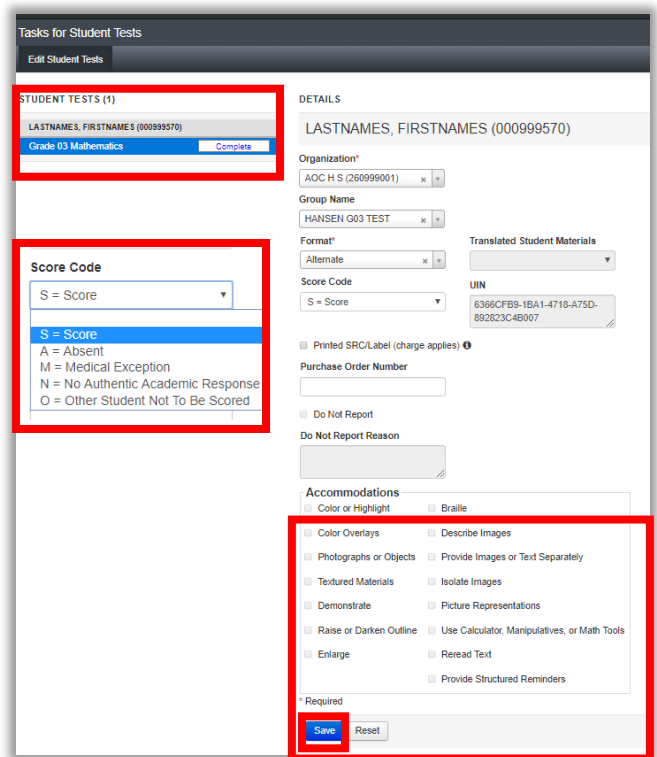 Tasks for Student Tests
Edit Student Tests
STUDENT TESTS (1)
LASTNAMES, FIRSTNAMES (000999570)
Grade 03 Mathematics Complete
Score Code
S = Score
S = Score
A = Absent
M = Medical Exception
N = No Authentic Academic Response
O = Other Student Not To Be Scored
DETAILS
LASTNAMES, FIRSTNAMES (000999570)
Organization*
AOC H S (260999001)
Group Name
HANSEN G03 TEST
Format* Translated Student Materials
Alternate
Score Code UIN
S = Score 6366CFB9-1BA1-4718-A75D-
892823C4B007
Printed SRC/Label (charge applies)
Purchase Order Number
Do Not Report
Do Not Report Reason
Accommodations
Color or Highlight Braille
Color Overlays Describe Images
Photographs or Objects Provide Images or Text Separately
Textured Materials Isolate Images
Demonstrate Picture Representations
Raise or Darken Outline Use Calculator, Manipulatives, or Math Tools
Enlarge Reread Text
Provide Structured Reminders
* Required
Save Reset